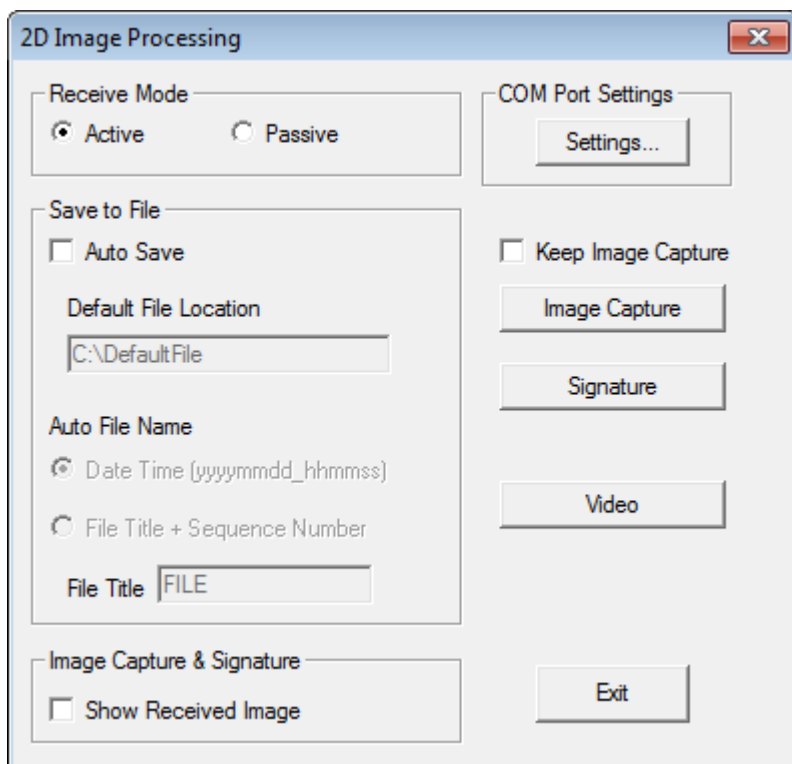 2D Image Processing
Receive Mode
Active
Passive
COM Port Settings
Settings...
Save to File
Auto Save
Default File Location
C:\DefaultFile
Auto File Name
Date Time (yyyymmdd_hhmmss)
File Title + Sequence Number
File Title
FILE
Keep Image Capture
Image Capture
Signature
Video
Image Capture & Signature
Show Received Image
Exit